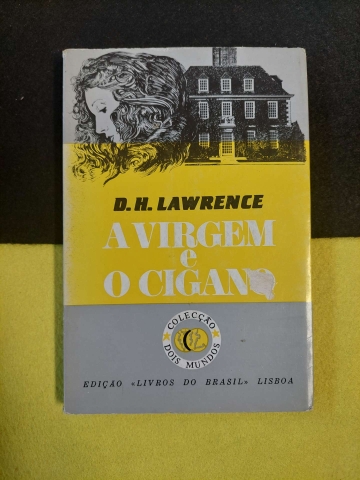 D.H. LAWRENCE
A VIRGEM
e
O CIGANO
COLECÇÃO
DOIS MUNDOS
EDIÇÃO «LIVROS DO BRASIL» LISBOA